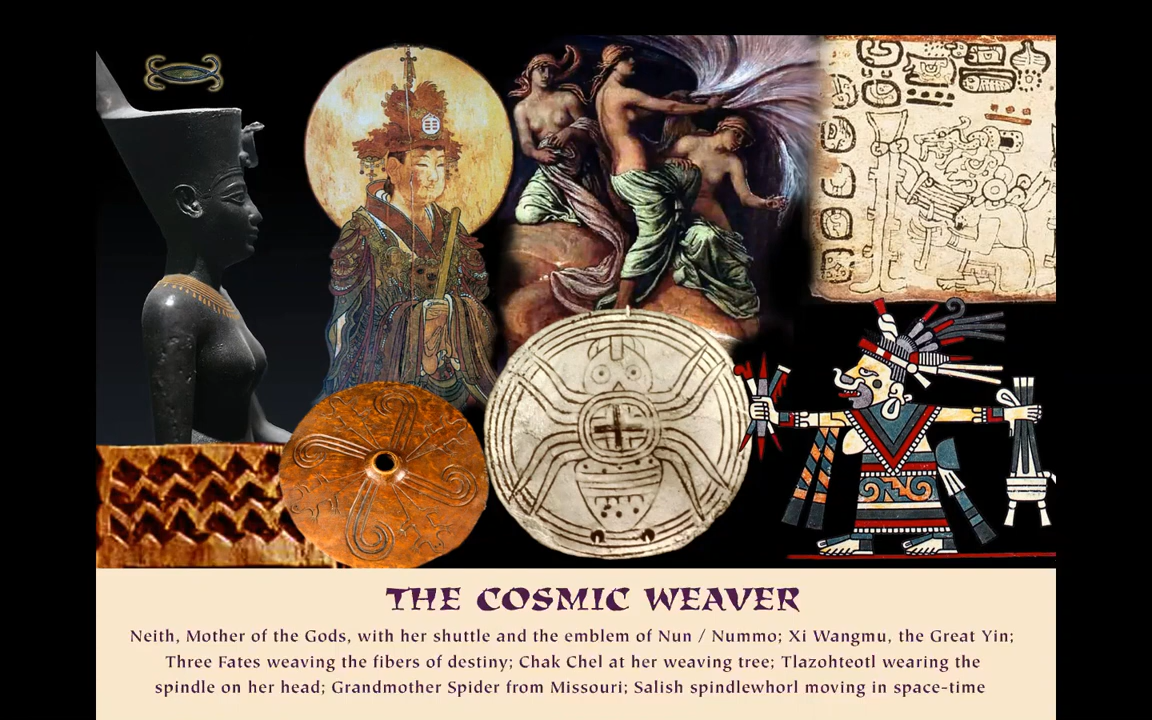 THE COSMIC WEAVER
Neith, Mother of the Gods, with her shuttle and the emblem of Nun / Nummo; Xi Wangmu, the Great Yin;
Three Fates weaving the fibers of destiny; Chak Chel at her weaving tree; Tlazohteotl wearing the
spindle on her head; Grandmother Spider from Missouri; Salish spindlewhorl moving in space-time